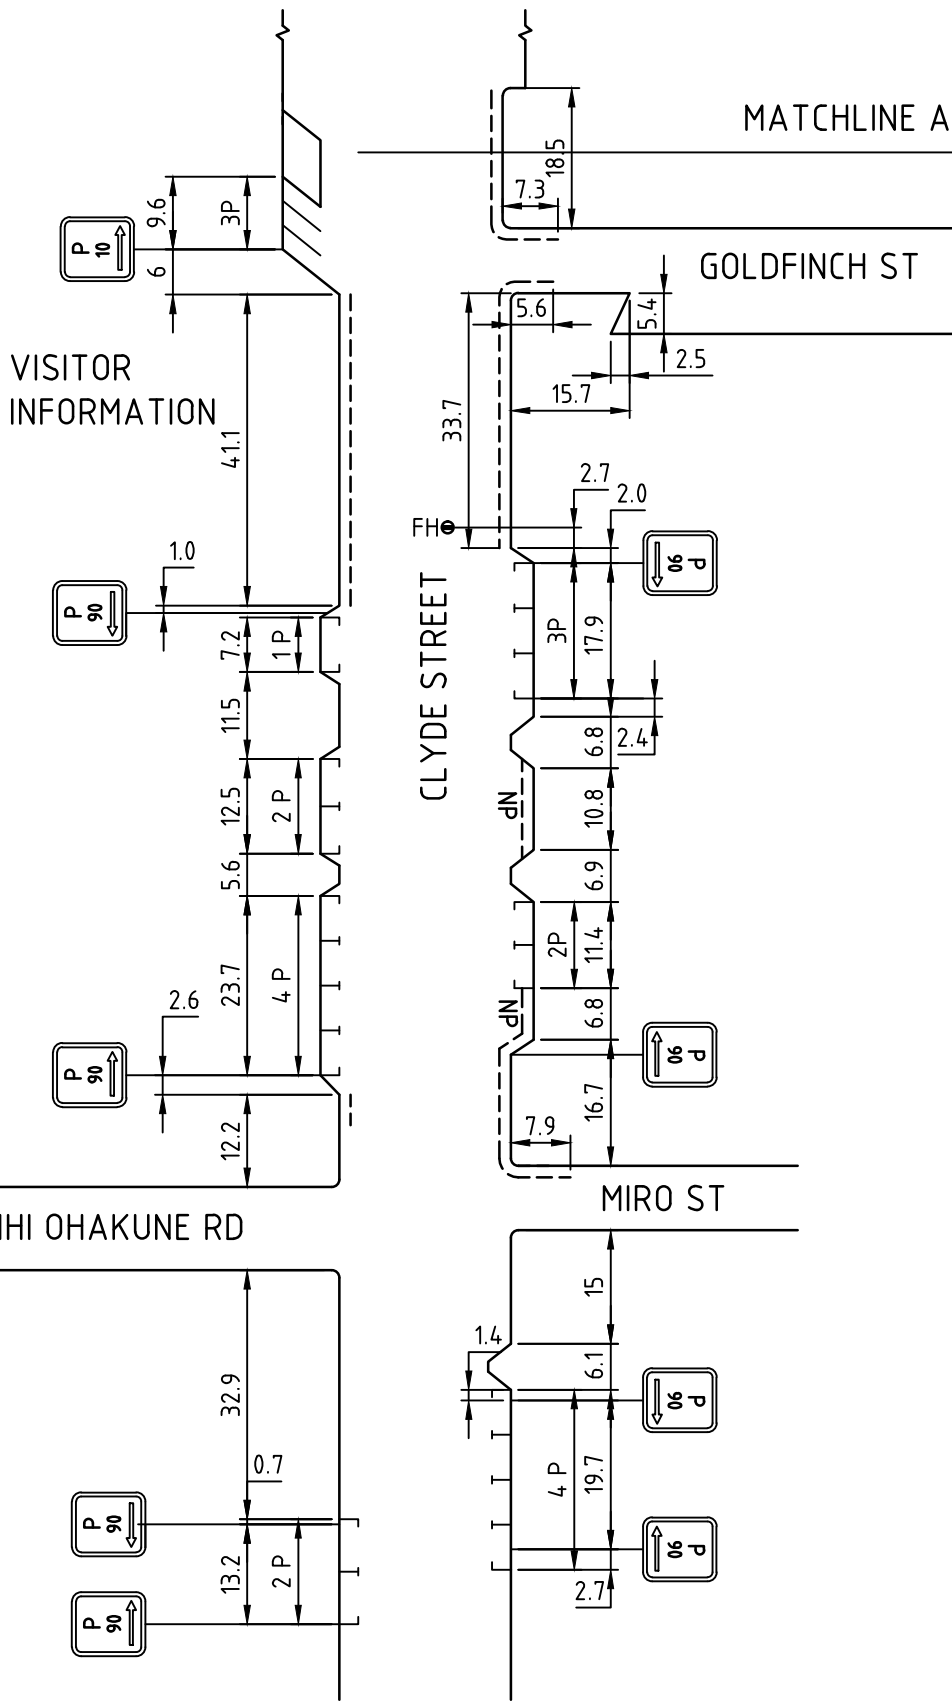 MATCHLINE A
18.5
7.3
9.6
3P
P
10
6
GOLDFINCH ST
5.6
5.4
2.5
15.7
VISITOR
INFORMATION
33.7
41.1
2.7
2.0
FH
P
90
1.0
P
90
CLYDE STREET
3P
17.9
7.2
1 P
11.5
6.8
2.4
12.5
2 P
NP
10.8
5.6
6.9
2P
11.4
23.7
4 P
2.6
NP
6.8
P
90
P
90
16.7
12.2
7.9
MIRO ST
IHI OHAKUNE RD
15
1.4
6.1
32.9
P
90
0.7
4 P
19.7
P
90
13.2
2 P
P
90
2.7
P
90